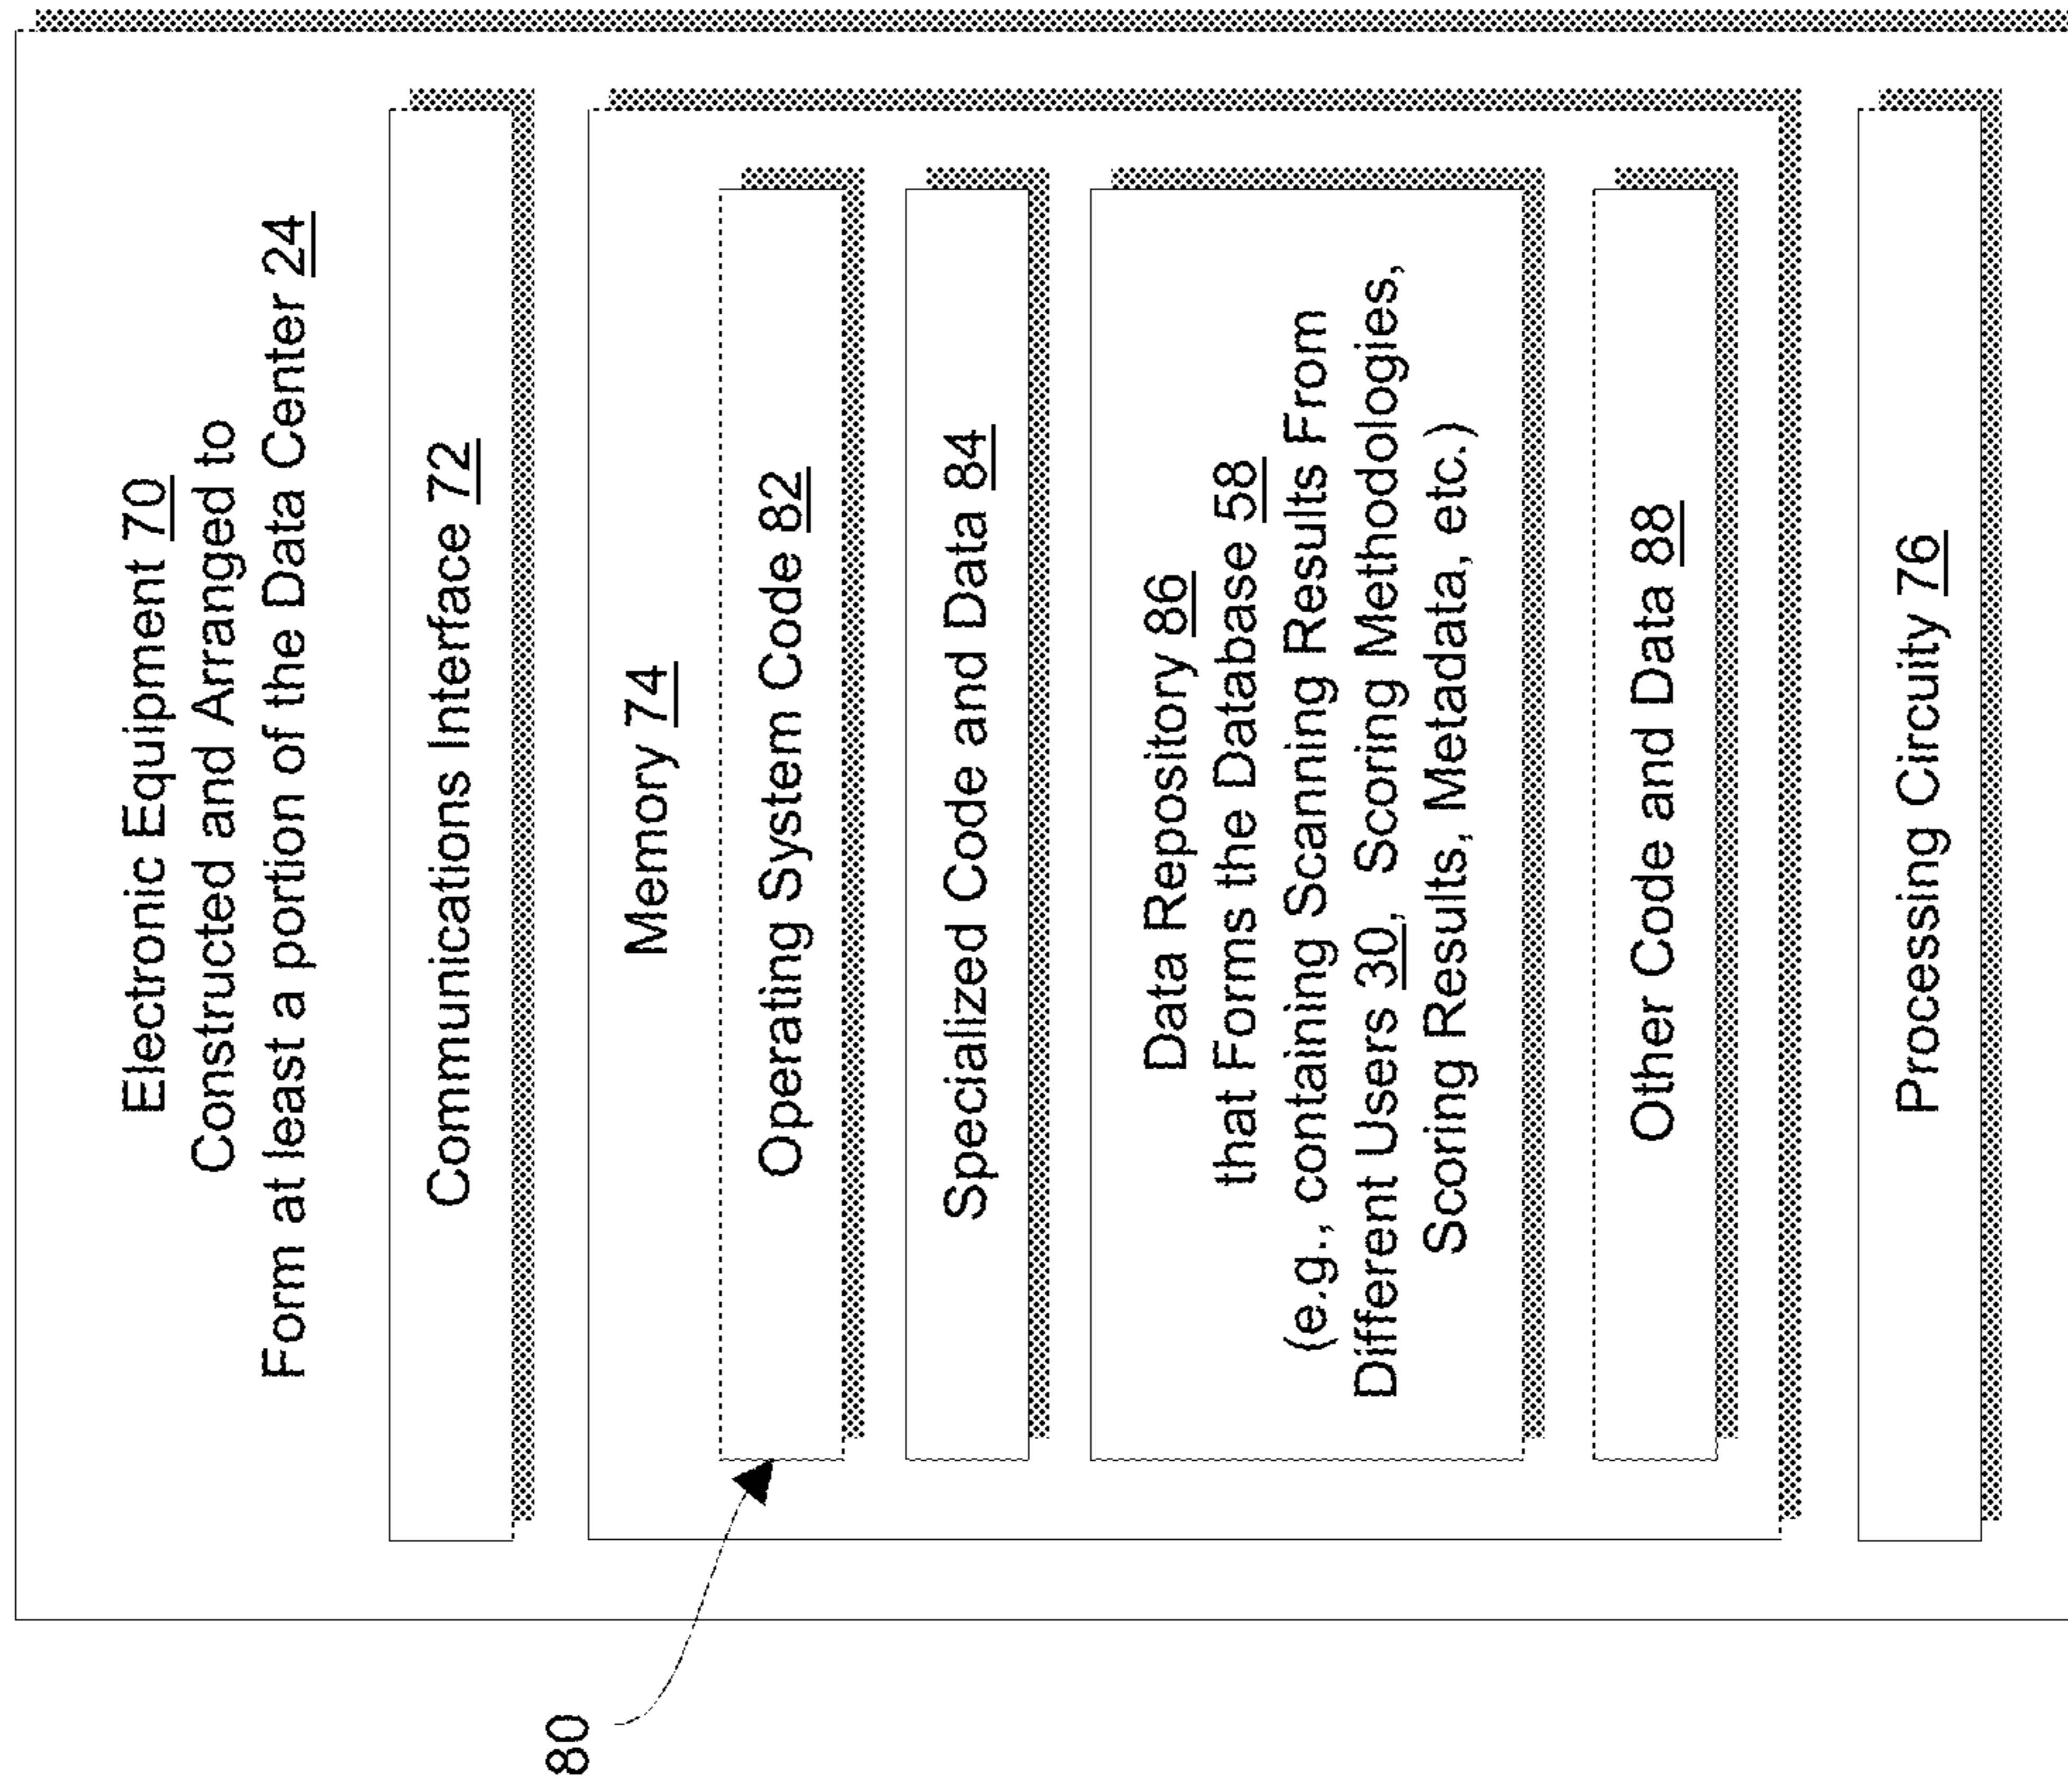 Electronic Equipment 70
Constructed and Arranged to
Form at least a portion of the Data Center 24
Communications Interface 72
Memory 74
80
Operating System Code 82
Specialized Code and Data 84
Data Repository 86
that Forms the Database 58
(e.g., containing Scanning Results From
Different Users 30, Scoring Methodologies,
Scoring Results, Metadata, etc.)
Other Code and Data 88
Processing Circuity 76